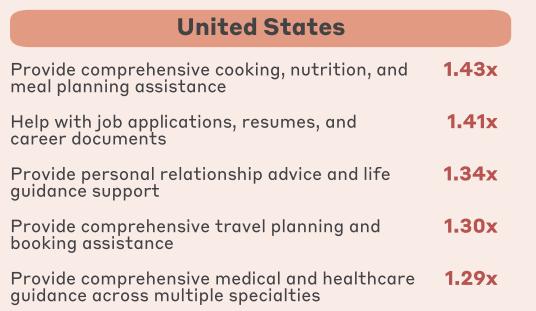 United States
Provide comprehensive cooking, nutrition, and 1.43x
meal planning assistance
Help with job applications, resumes, and 1.41x
career documents
Provide personal relationship advice and life 1.34x
guidance support
Provide comprehensive travel planning and 1.30x
booking assistance
Provide comprehensive medical and healthcare 1.29x
guidance across multiple specialties